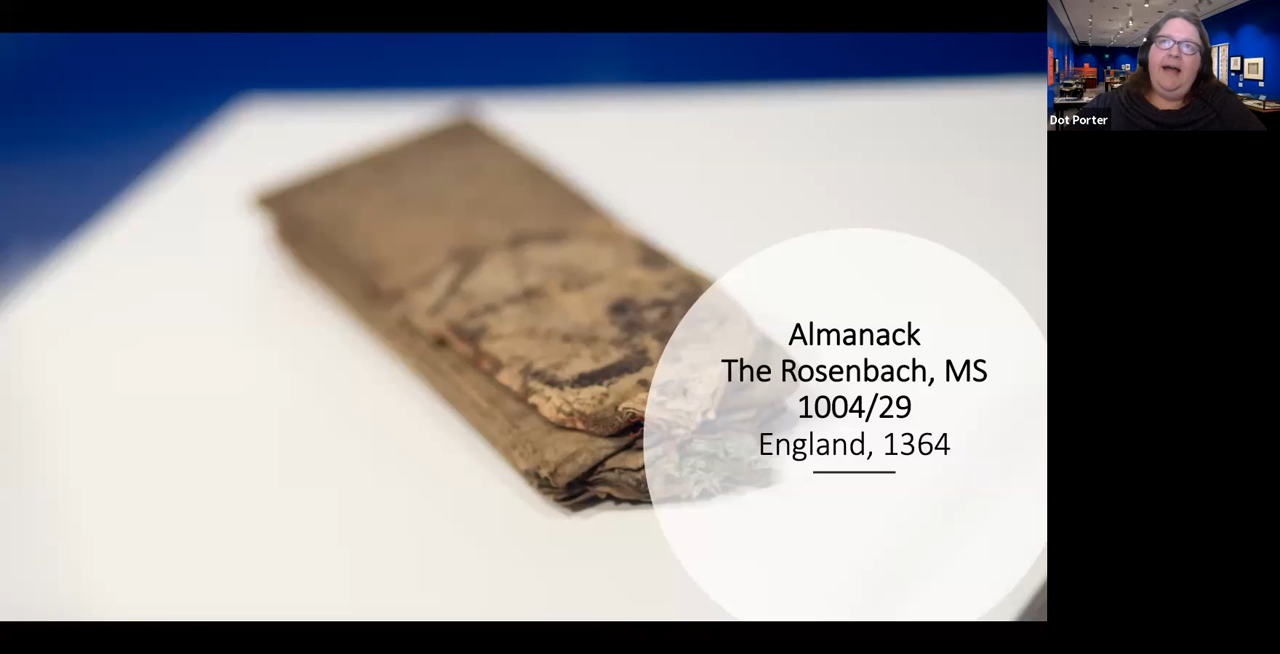 Almanack
The Rosenbach, MS
1004/29
England, 1364
Dot Porter